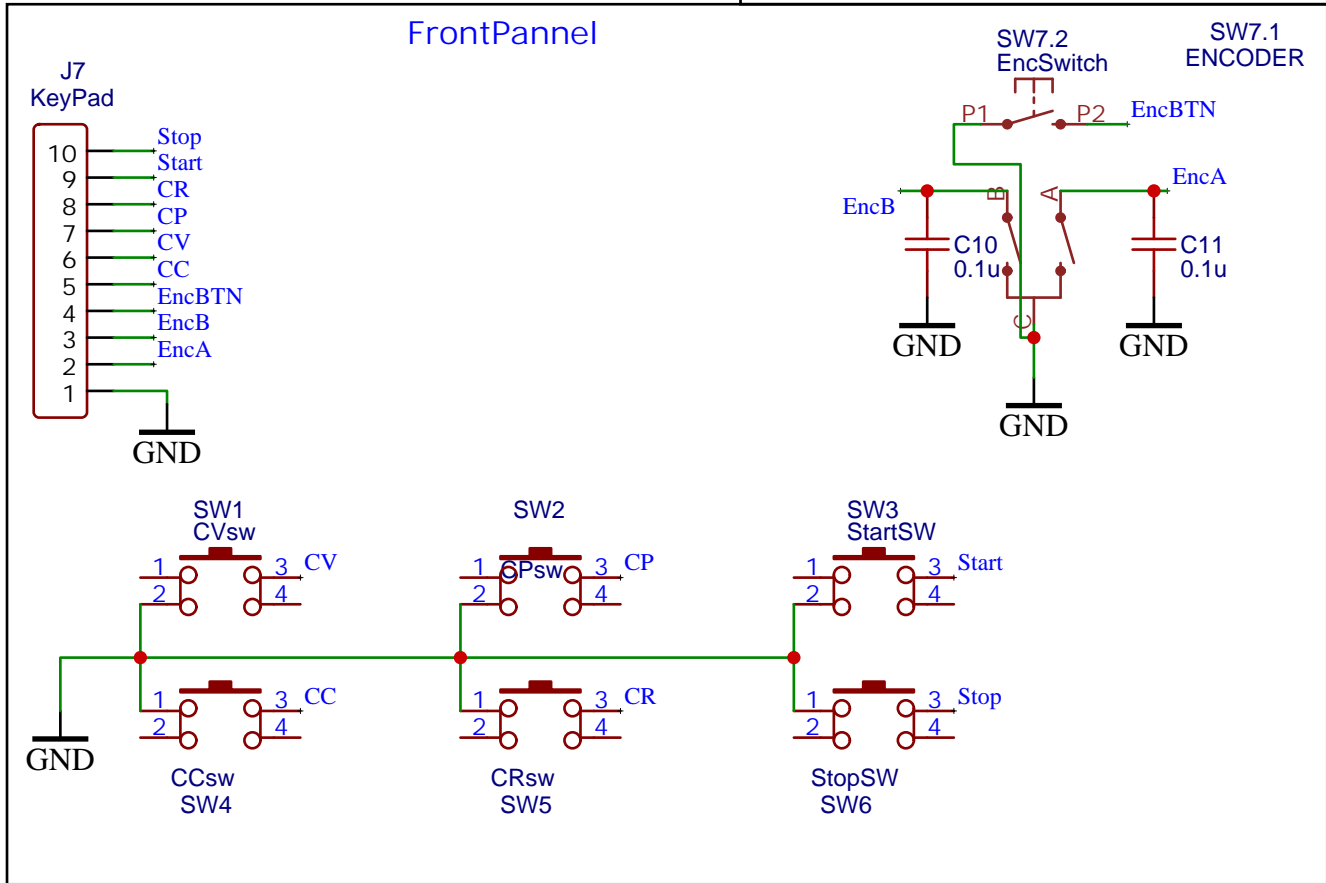 FrontPannel
J7
KeyPad
10 Stop
9 Start
8 CR
7 CP
6 CV
5 CC
4 EncBTN
3 EncB
2 EncA
1
GND
SW7.2
EncSwitch
SW7.1
ENCODER
P1 P2 EncBTN
EncB B A EncA
C10
0.1u
C11
0.1u
C
GND
GND
GND
SW1
CVsw
1 3 CV
2 4
SW2
CPsw
1 3 CP
2 4
SW3
StartSW
1 3 Start
2 4
1 3 CC
2 4
CCsw
SW4
1 3 CR
2 4
CRsw
SW5
1 3 Stop
2 4
StopSW
SW6
GND